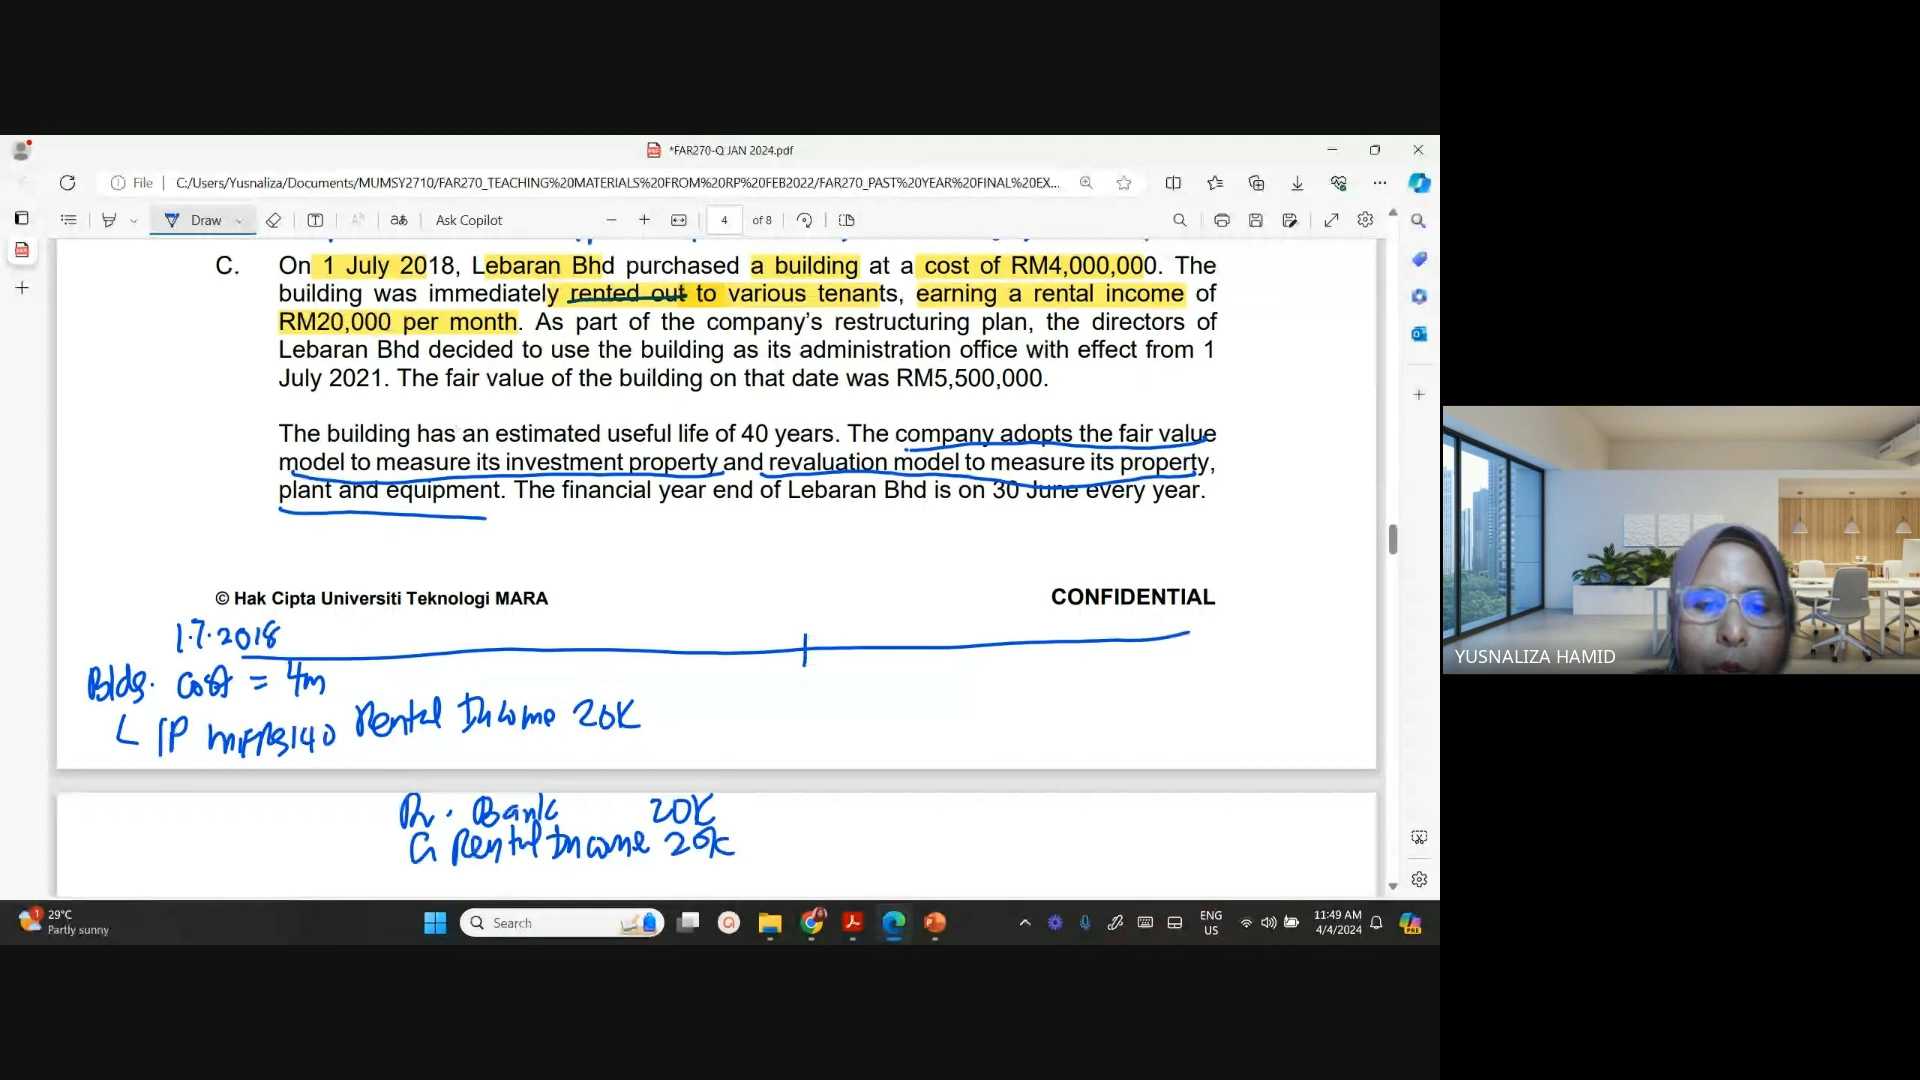 *FAR270-Q JAN 2024.pdf
File
C:/Users/Yusnaliza/Documents/MUMSY2710/FAR270_TEACHING%20MATERIALS%20FROM%20RP%20FEB2022/FAR270_PAST%20YEAR%20FINAL%20EX...
Draw
aあ
Ask Copilot
4 of 8
C. On 1 July 2018, Lebaran Bhd purchased a building at a cost of RM4,000,000. The
building was immediately rented out to various tenants, earning a rental income of
RM20,000 per month. As part of the company's restructuring plan, the directors of
Lebaran Bhd decided to use the building as its administration office with effect from 1
July 2021. The fair value of the building on that date was RM5,500,000.
The building has an estimated useful life of 40 years. The company adopts the fair value
model to measure its investment property and revaluation model to measure its property,
plant and equipment. The financial year end of Lebaran Bhd is on 30 June every year.
© Hak Cipta Universiti Teknologi MARA
CONFIDENTIAL
1.7.2018
Bldg. cost = 4m
IP MFRS140
Rental Income 20K
Dr. Bank 20K
Cr Rental Income 20K
YUSNALIZA HAMID
1
29°C
Partly sunny
Search
ENG
US
11:49 AM
4/4/2024
PRE